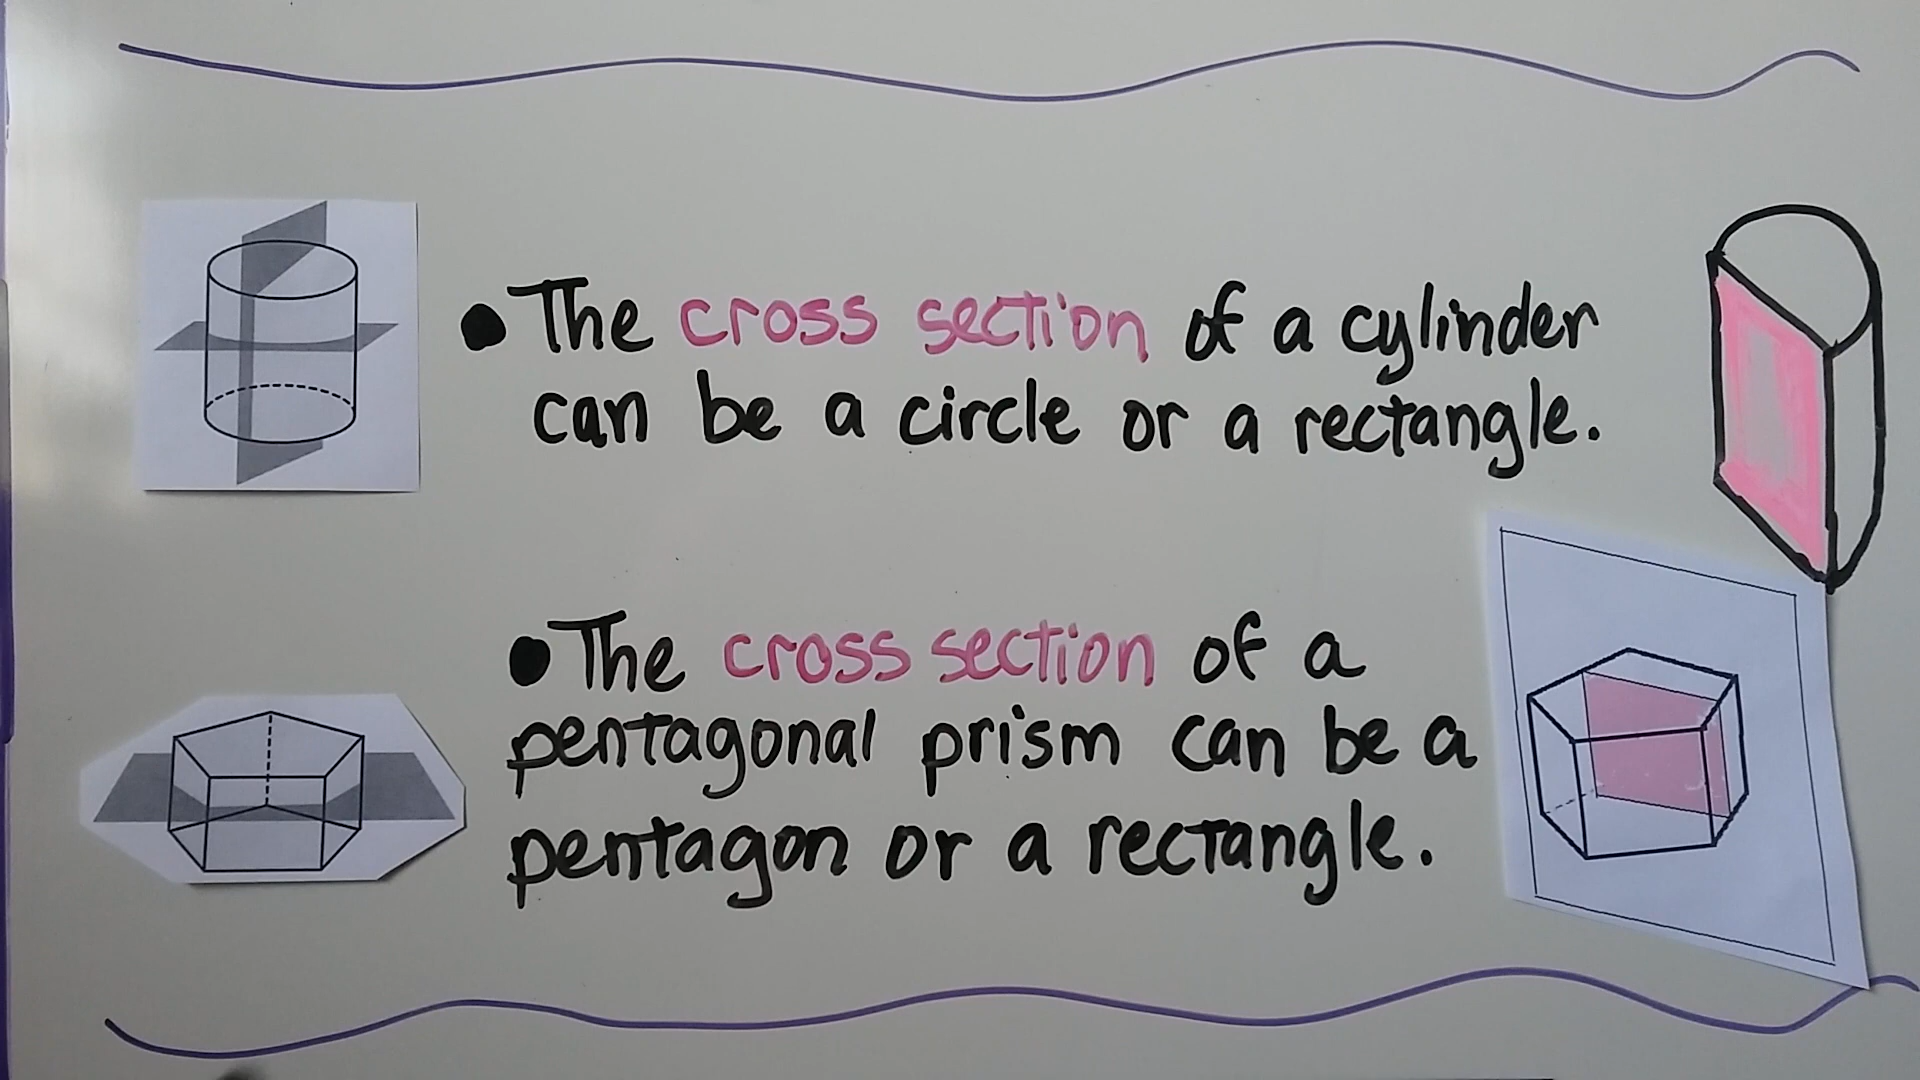 • The cross section of a cylinder
can be a circle or a rectangle.
• The cross section of a
pentagonal prism can be a
pentagon or a rectangle.